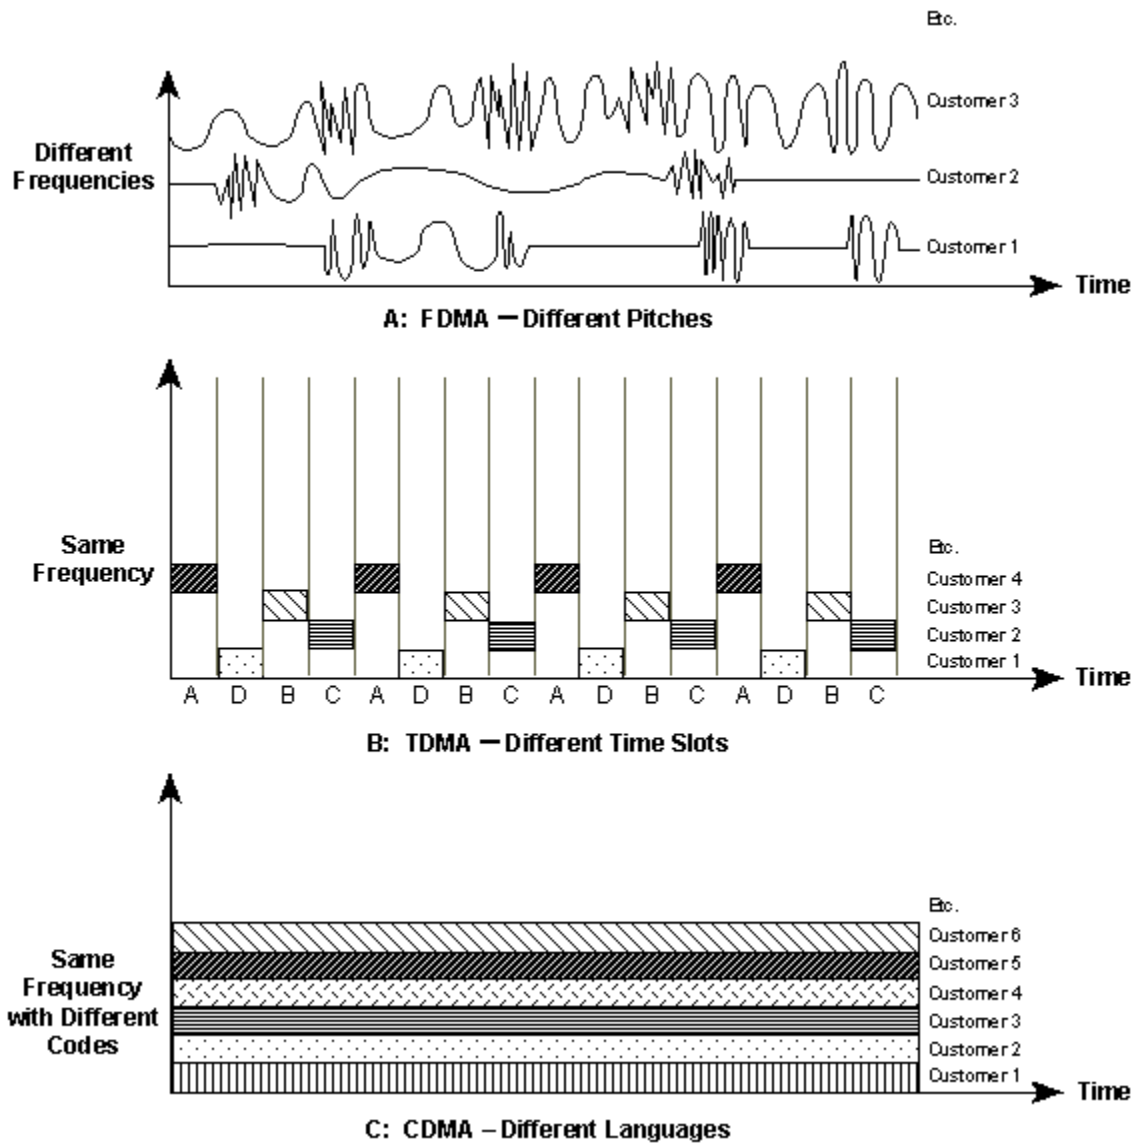 Etc.
Customer 3
Different
Frequencies
Customer 2
Customer 1
Time
A: FDMA — Different Pitches
Same
Frequency
Etc.
Customer 4
Customer 3
Customer 2
Customer 1
Time
A D B C A D B C A D B C A D B C
B: TDMA — Different Time Slots
Etc.
Customer 6
Same
Frequency
with Different
Codes
Customer 5
Customer 4
Customer 3
Customer 2
Customer 1
Time
C: CDMA – Different Languages